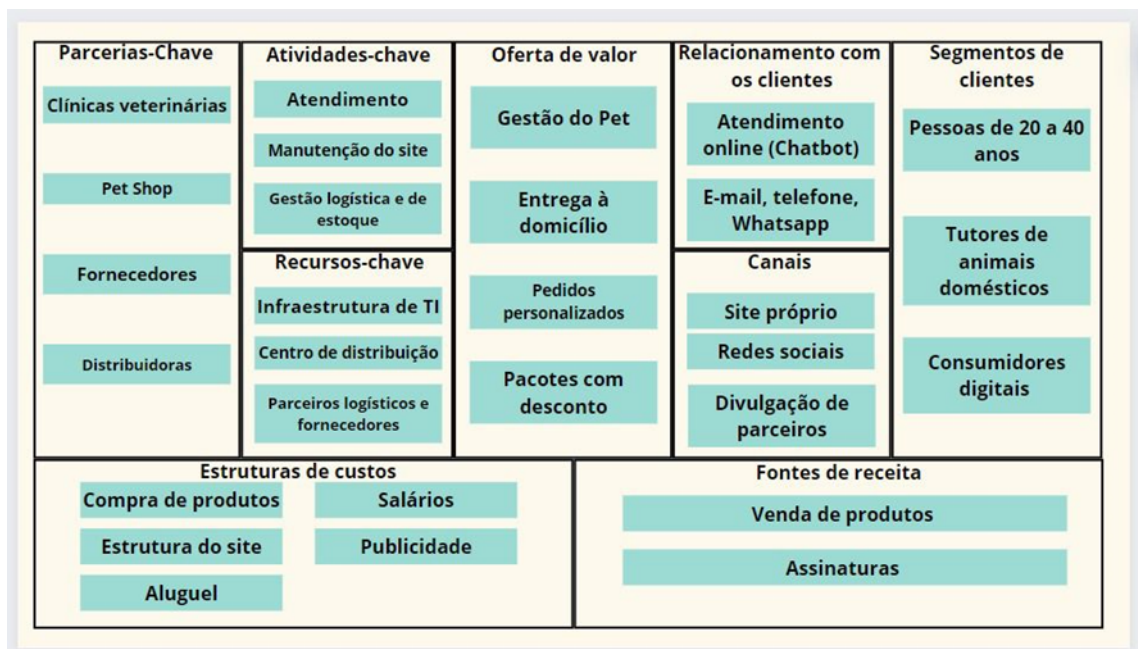 Parcerias-Chave
Clínicas veterinárias
Pet Shop
Fornecedores
Distribuidoras
Atividades-chave
Atendimento
Manutenção do site
Gestão logística e de
estoque
Recursos-chave
Infraestrutura de TI
Centro de distribuição
Parceiros logísticos e
fornecedores
Oferta de valor
Gestão do Pet
Entrega à
domicílio
Pedidos
personalizados
Pacotes com
desconto
Relacionamento com
os clientes
Atendimento
online (Chatbot)
E-mail, telefone,
Whatsapp
Canais
Site próprio
Redes sociais
Divulgação de
parceiros
Segmentos de
clientes
Pessoas de 20 a 40
anos
Tutores de
animais
domésticos
Consumidores
digitais
Estruturas de custos
Compra de produtos
Salários
Estrutura do site
Publicidade
Aluguel
Fontes de receita
Venda de produtos
Assinaturas